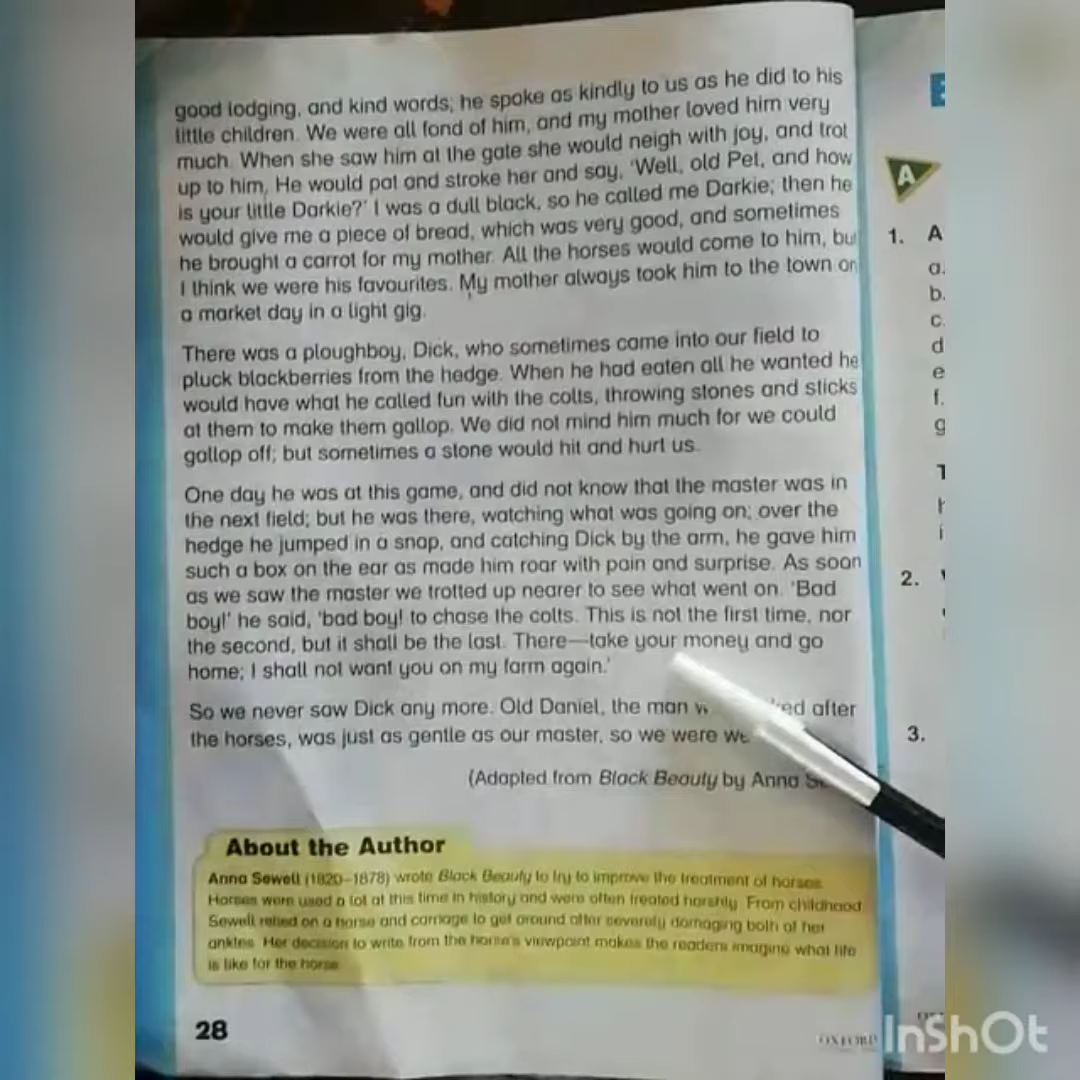 good lodging, and kind words; he spoke as kindly to us as he did to his
little children. We were all fond of him, and my mother loved him very
much. When she saw him at the gate she would neigh with joy, and trot
up to him. He would pat and stroke her and say, 'Well, old Pet, and how
is your little Darkie?' I was a dull black, so he called me Darkie; then he
would give me a piece of bread, which was very good, and sometimes
he brought a carrot for my mother. All the horses would come to him, but
I think we were his favourites. My mother always took him to the town on
a market day in a light gig.
There was a ploughboy, Dick, who sometimes came into our field to
pluck blackberries from the hedge. When he had eaten all he wanted he
would have what he called fun with the colts, throwing stones and sticks
at them to make them gallop. We did not mind him much for we could
gallop off; but sometimes a stone would hit and hurt us.
One day he was at this game, and did not know that the master was in
the next field; but he was there, watching what was going on; over the
hedge he jumped in a snap, and catching Dick by the arm, he gave him
such a box on the ear as made him roar with pain and surprise. As soon
as we saw the master we trotted up nearer to see what went on. 'Bad
boy!' he said, 'bad boy! to chase the colts. This is not the first time, nor
the second, but it shall be the last. There—take your money and go
home; I shall not want you on my farm again.'
So we never saw Dick any more. Old Daniel, the man after
the horses, was just as gentle as our master, so we were
(Adapted from Black Beauty by Anna
About the Author
Anna Sewell (1820–1878) wrote Black Beauty to try to improve the treatment of horses.
Horses were used a lot at this time in history and were often treated harshly. From childhood
Sewell relied on a horse and carriage to get around after severely damaging both of her
ankles. Her decision to write from the horse's viewpoint makes the readers imagine what life
is like for the horse.
28
OXFORD
A
1. A
a.
b.
c.
d
e
f.
g
2.
3.
InShOt